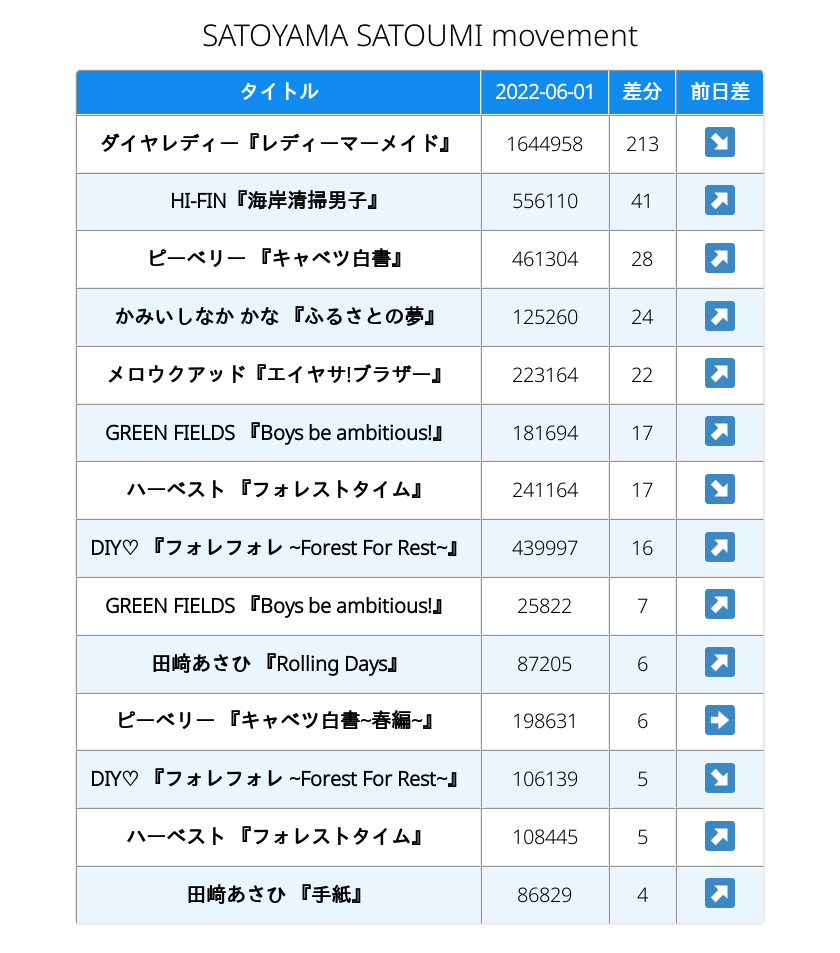 SATOYAMA SATOUMI movement
タイトル 2022-06-01 差分 前日差
ダイヤレディー『レディーマーメイド』 1644958 213 ↘
HI-FIN『海岸清掃男子』 556110 41 ↗
ピーベリー 『キャベツ白書』 461304 28 ↗
かみいしなか かな 『ふるさとの夢』 125260 24 ↗
メロウクアッド『エイヤサ!ブラザー』 223164 22 ↗
GREEN FIELDS 『Boys be ambitious!』 181694 17 ↗
ハーベスト 『フォレストタイム』 241164 17 ↘
DIY♡ 『フォレフォレ ~Forest For Rest~』 439997 16 ↗
GREEN FIELDS 『Boys be ambitious!』 25822 7 ↗
田﨑あさひ 『Rolling Days』 87205 6 ↗
ピーベリー 『キャベツ白書~春編~』 198631 6 ➡
DIY♡ 『フォレフォレ ~Forest For Rest~』 106139 5 ↘
ハーベスト 『フォレストタイム』 108445 5 ↗
田﨑あさひ 『手紙』 86829 4 ↗